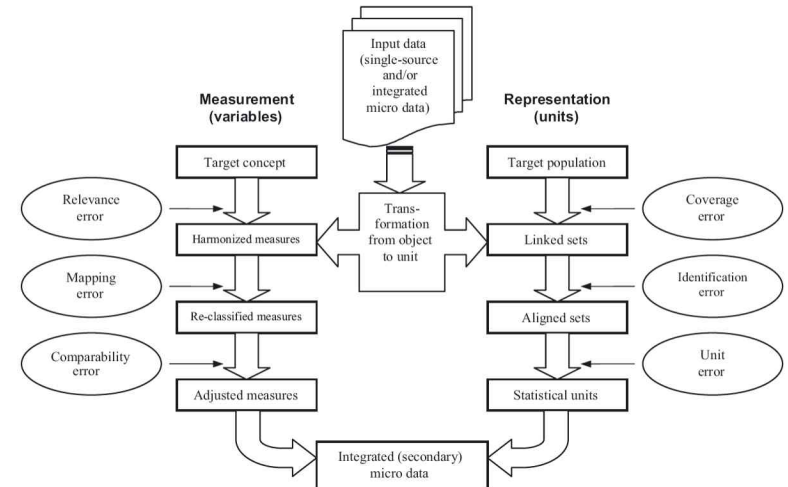 Input data
(single-source
and/or
integrated
micro data)
Measurement
(variables)
Representation
(units)
Target concept
Target population
Relevance
error
Trans-
formation
from object
to unit
Coverage
error
Harmonized measures
Linked sets
Mapping
error
Identification
error
Re-classified measures
Aligned sets
Comparability
error
Unit
error
Adjusted measures
Statistical units
Integrated (secondary)
micro data